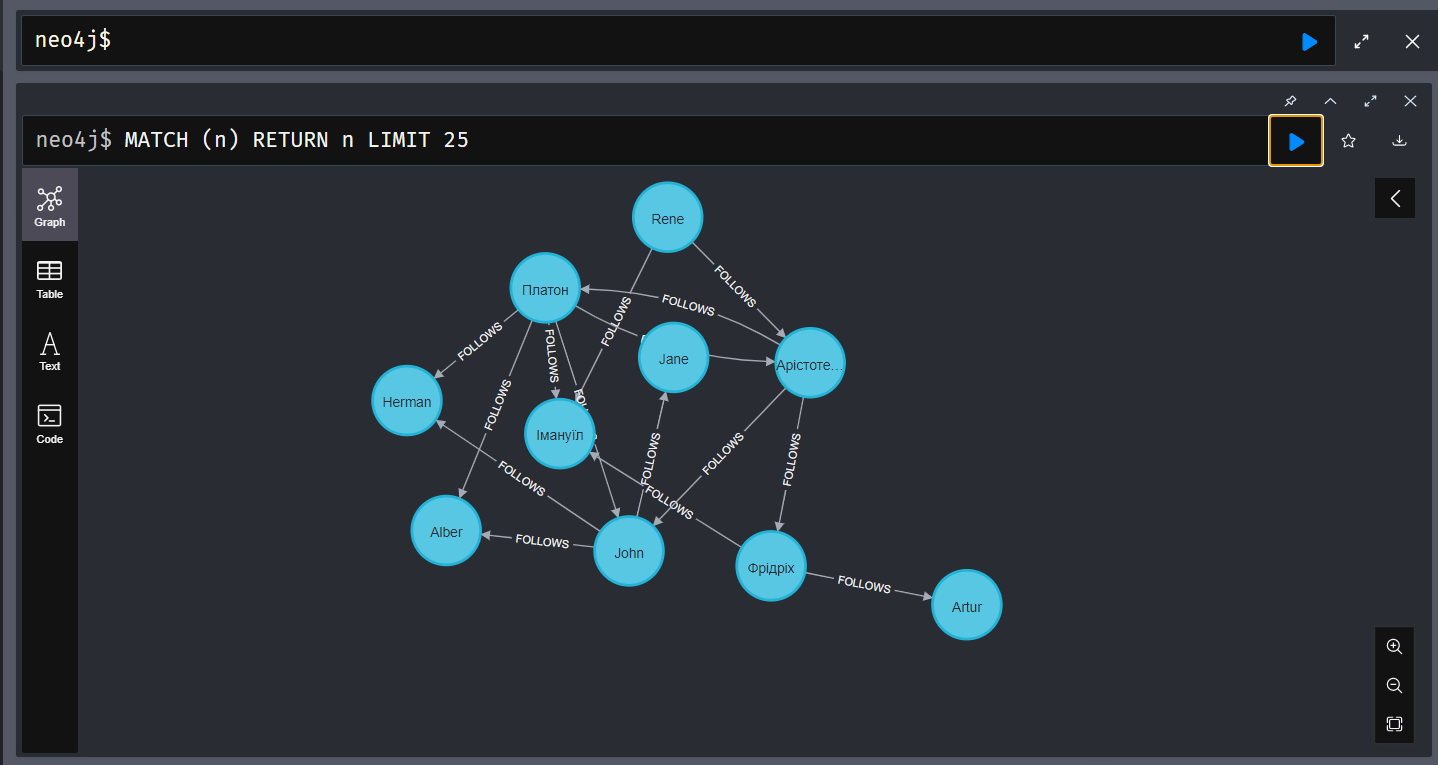 neo4j$
neo4j$ MATCH (n) RETURN n LIMIT 25
Graph
Table
Text
Code
Rene
FOLLOWS
Платон
FOLLOWS
FOLLOWS
FOLLOWS
FOLLOWS
Jane
Арістоте...
FOLLOWS
Herman
Імануїл
FOLLOWS
FOLLOWS
FOLLOWS
FOLLOWS
FOLLOWS
FOLLOWS
Alber
FOLLOWS
John
Фрідріх
FOLLOWS
Artur